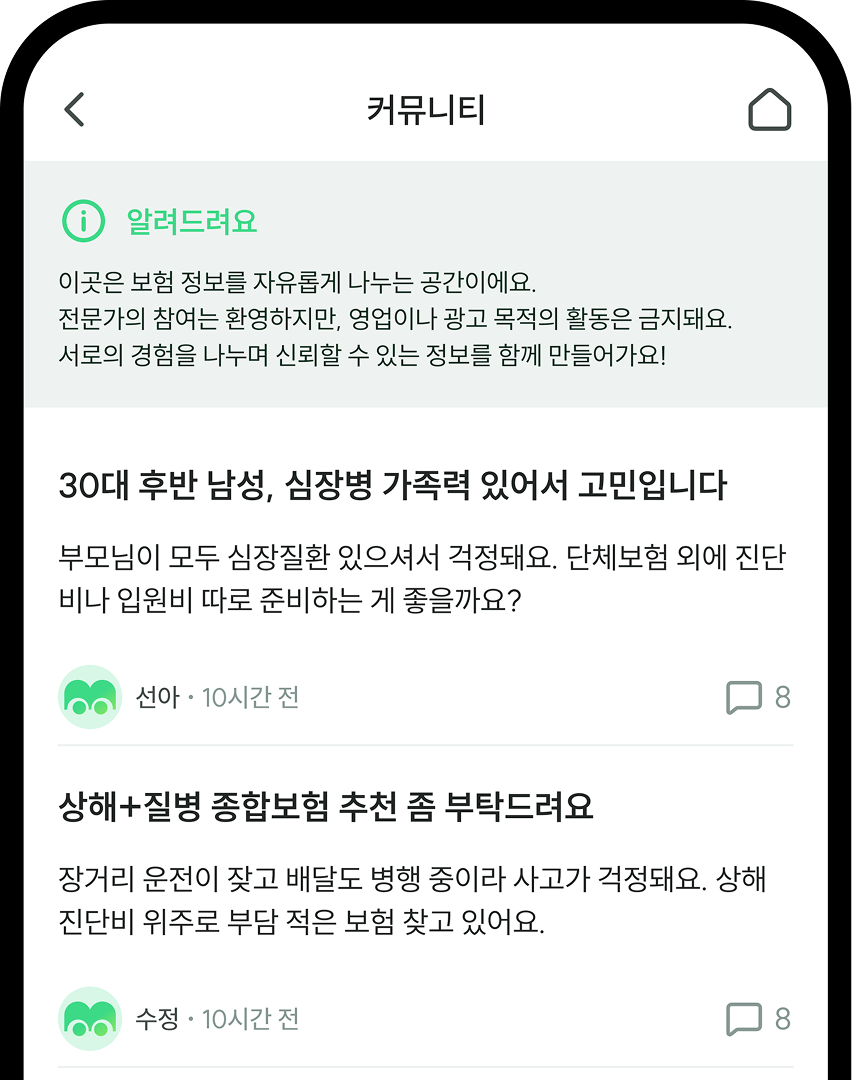 커뮤니티
알려드려요
이곳은 보험 정보를 자유롭게 나누는 공간이에요.
전문가의 참여는 환영하지만, 영업이나 광고 목적의 활동은 금지돼요.
서로의 경험을 나누며 신뢰할 수 있는 정보를 함께 만들어가요!
30대 후반 남성, 심장병 가족력 있어서 고민입니다
부모님이 모두 심장질환 있으셔서 걱정돼요. 단체보험 외에 진단
비나 입원비 따로 준비하는 게 좋을까요?
선아 · 10시간 전 8
상해+질병 종합보험 추천 좀 부탁드려요
장거리 운전이 잦고 배달도 병행 중이라 사고가 걱정돼요. 상해
진단비 위주로 부담 적은 보험 찾고 있어요.
수정 · 10시간 전 8